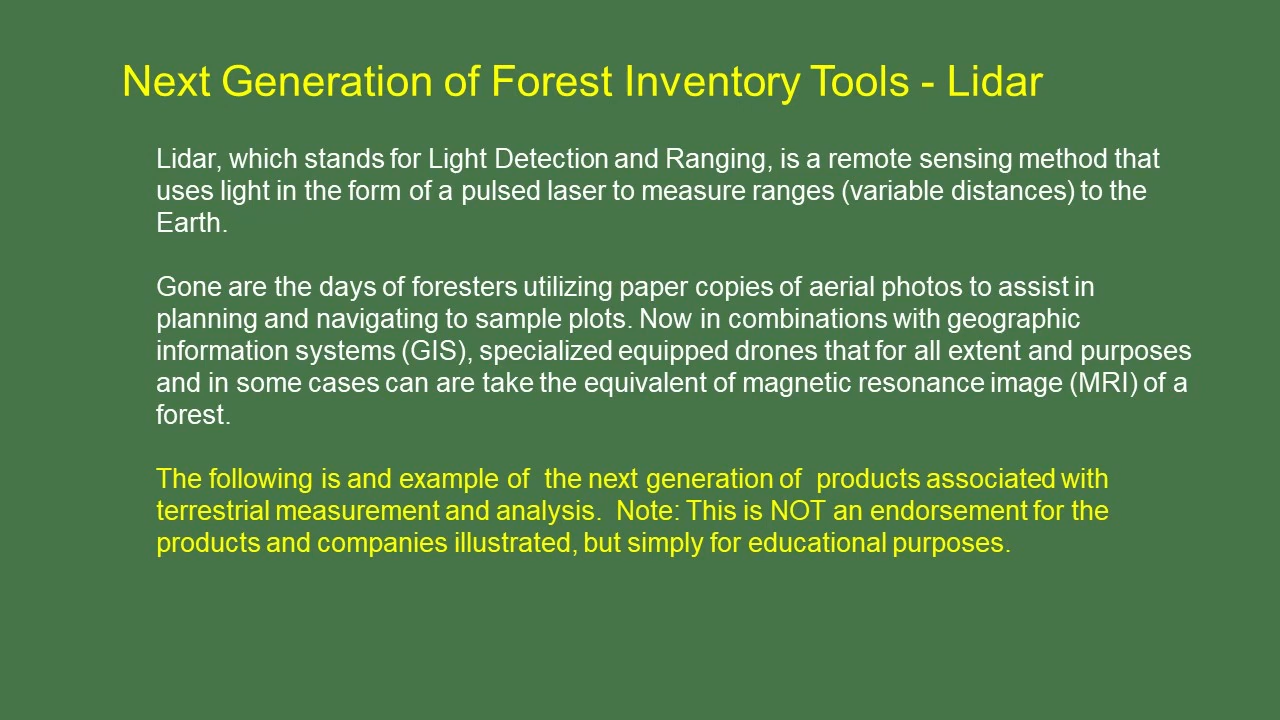 Next Generation of Forest Inventory Tools - Lidar
Lidar, which stands for Light Detection and Ranging, is a remote sensing method that
uses light in the form of a pulsed laser to measure ranges (variable distances) to the
Earth.
Gone are the days of foresters utilizing paper copies of aerial photos to assist in
planning and navigating to sample plots. Now in combinations with geographic
information systems (GIS), specialized equipped drones that for all extent and purposes
and in some cases can are take the equivalent of magnetic resonance image (MRI) of a
forest.
The following is and example of  the next generation of  products associated with
terrestrial measurement and analysis.  Note: This is NOT an endorsement for the
products and companies illustrated, but simply for educational purposes.